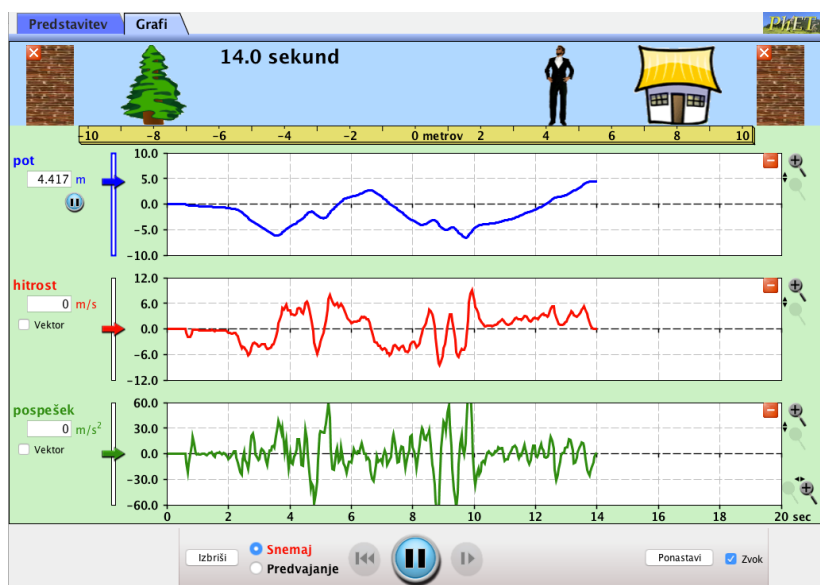 Predstavitev
Grafi
PhET
14.0 sekund
-10 -8 -6 -4 -2 0 metrov 2 4 6 8 10
pot
4.417 m
10.0
5.0
0.0
-5.0
-10.0
hitrost
0 m/s
Vektor
12.0
6.0
0.0
-6.0
-12.0
pospešek
0 m/s²
Vektor
60.0
30.0
0.0
-30.0
-60.0
0 2 4 6 8 10 12 14 16 18 20 sec
Izbriši
Snemaj
Predvajanje
Ponastavi
Zvok